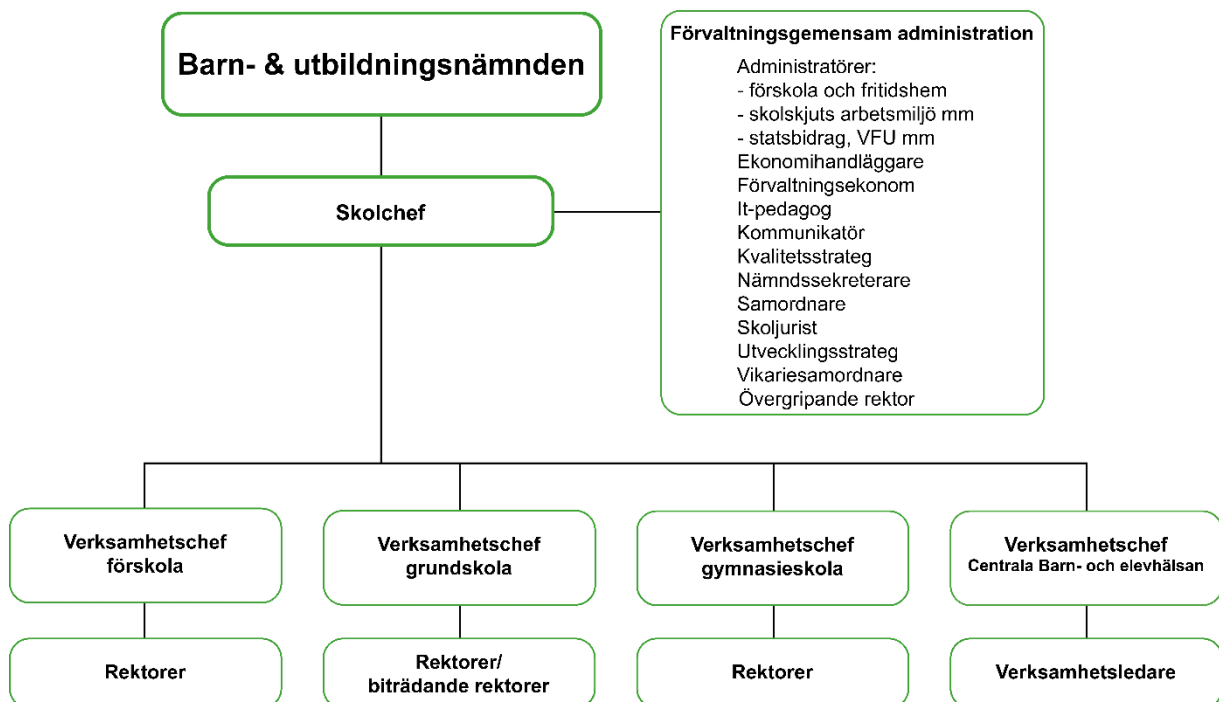 Barn- & utbildningsnämnden
Skolchef
Förvaltningsgemensam administration
Administratörer:
- förskola och fritidshem
- skolskjuts arbetsmiljö mm
- statsbidrag, VFU mm
Ekonomihandläggare
Förvaltningsekonom
It-pedagog
Kommunikatör
Kvalitetsstrateg
Nämndssekreterare
Samordnare
Skoljurist
Utvecklingsstrateg
Vikariesamordnare
Övergripande rektor
Verksamhetschef
förskola
Verksamhetschef
grundskola
Verksamhetschef
gymnasieskola
Verksamhetschef
Centrala Barn- och elevhälsan
Rektorer
Rektorer/
biträdande rektorer
Rektorer
Verksamhetsledare